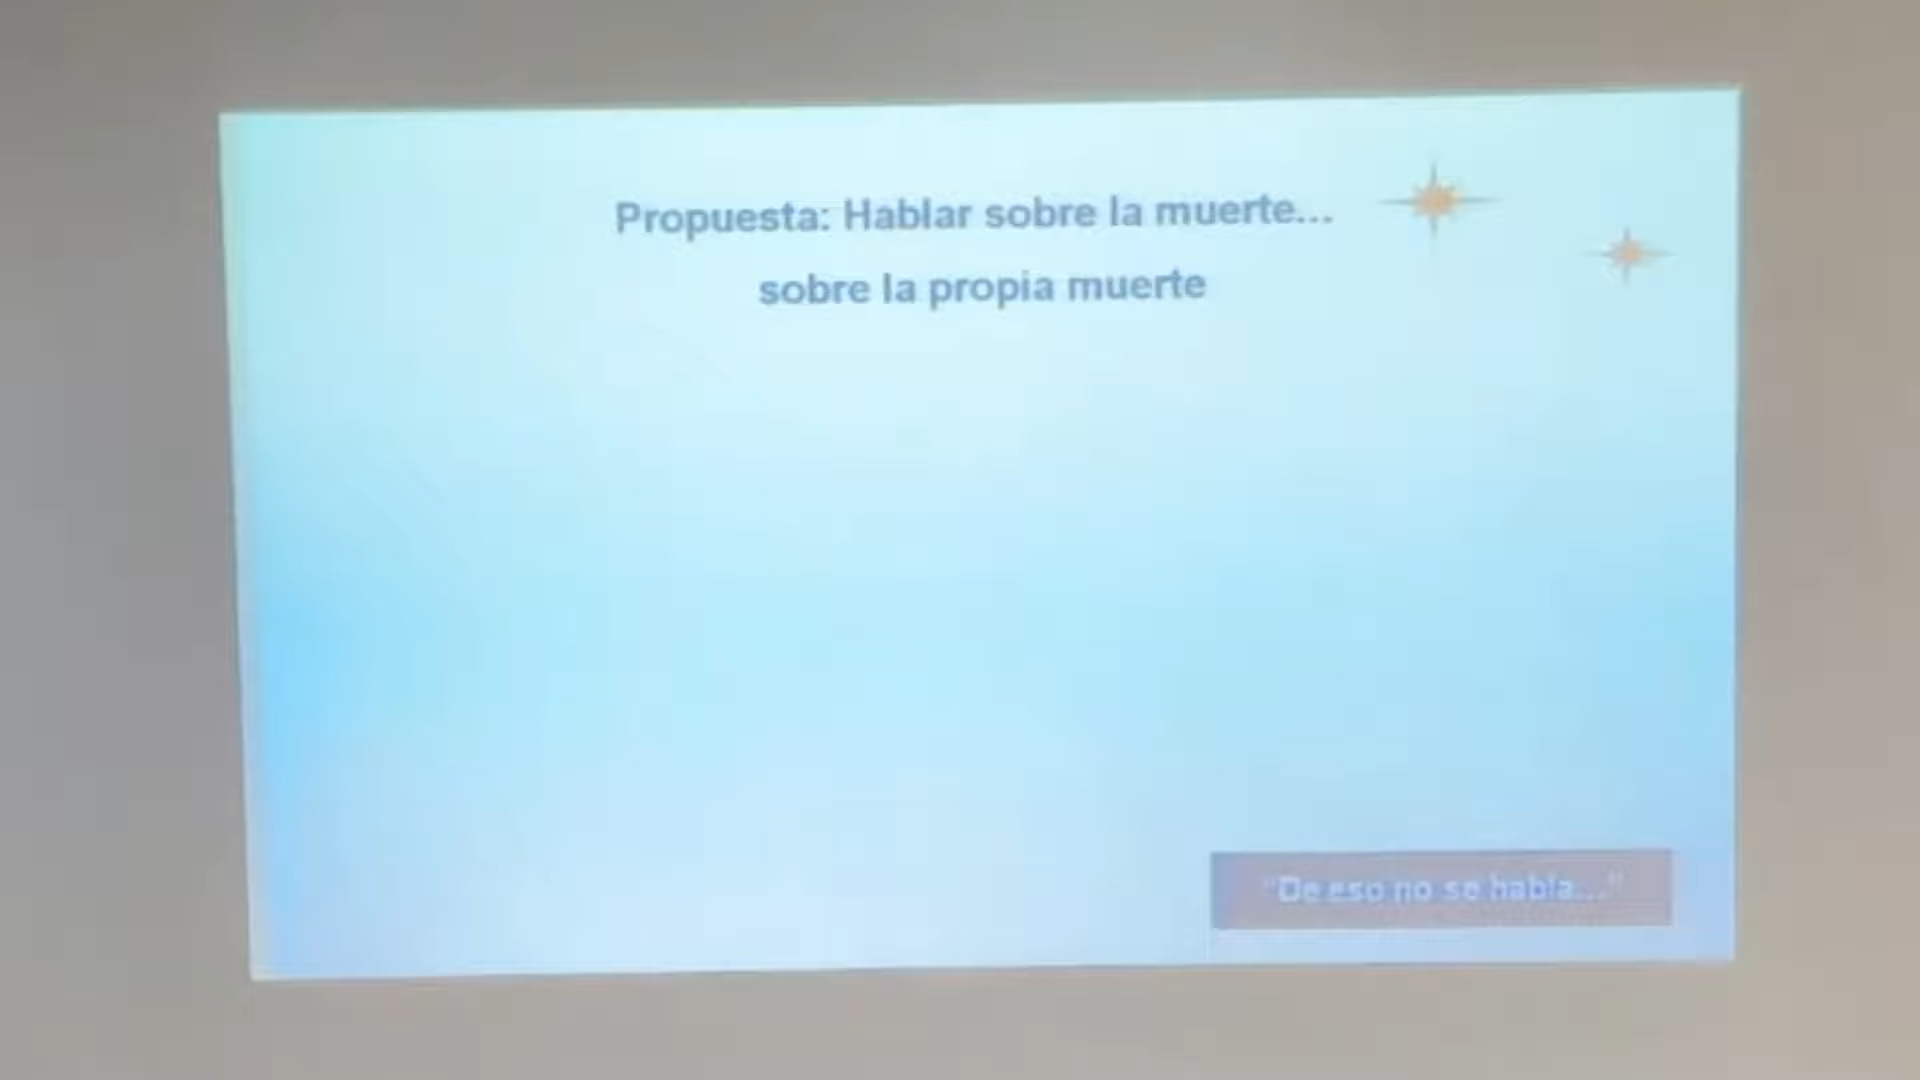 Propuesta: Hablar sobre la muerte...
sobre la propia muerte
"De eso no se habla..."